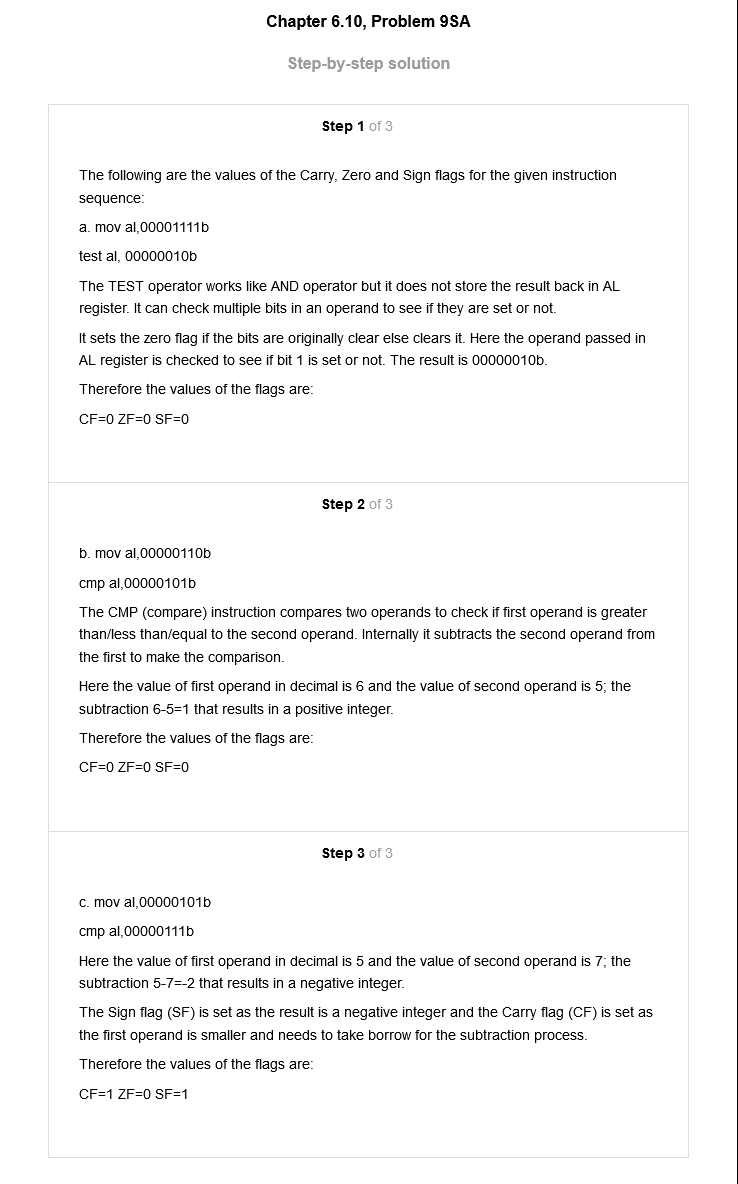 Chapter 6.10, Problem 9SA
Step-by-step solution
Step 1 of 3
The following are the values of the Carry, Zero and Sign flags for the given instruction
sequence:
a. mov al,00001111b
test al, 00000010b
The TEST operator works like AND operator but it does not store the result back in AL
register. It can check multiple bits in an operand to see if they are set or not.
It sets the zero flag if the bits are originally clear else clears it. Here the operand passed in
AL register is checked to see if bit 1 is set or not. The result is 00000010b.
Therefore the values of the flags are:
CF=0 ZF=0 SF=0
Step 2 of 3
b. mov al,00000110b
cmp al,00000101b
The CMP (compare) instruction compares two operands to check if first operand is greater
than/less than/equal to the second operand. Internally it subtracts the second operand from
the first to make the comparison.
Here the value of first operand in decimal is 6 and the value of second operand is 5; the
subtraction 6-5=1 that results in a positive integer.
Therefore the values of the flags are:
CF=0 ZF=0 SF=0
Step 3 of 3
c. mov al,00000101b
cmp al,00000111b
Here the value of first operand in decimal is 5 and the value of second operand is 7; the
subtraction 5-7=-2 that results in a negative integer.
The Sign flag (SF) is set as the result is a negative integer and the Carry flag (CF) is set as
the first operand is smaller and needs to take borrow for the subtraction process.
Therefore the values of the flags are:
CF=1 ZF=0 SF=1